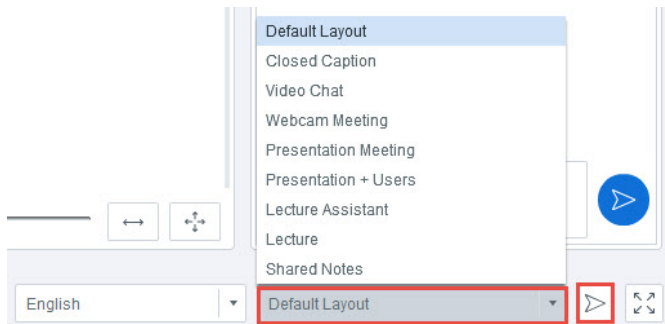 Default Layout
Closed Caption
Video Chat
Webcam Meeting
Presentation Meeting
Presentation + Users
Lecture Assistant
Lecture
Shared Notes
English
Default Layout